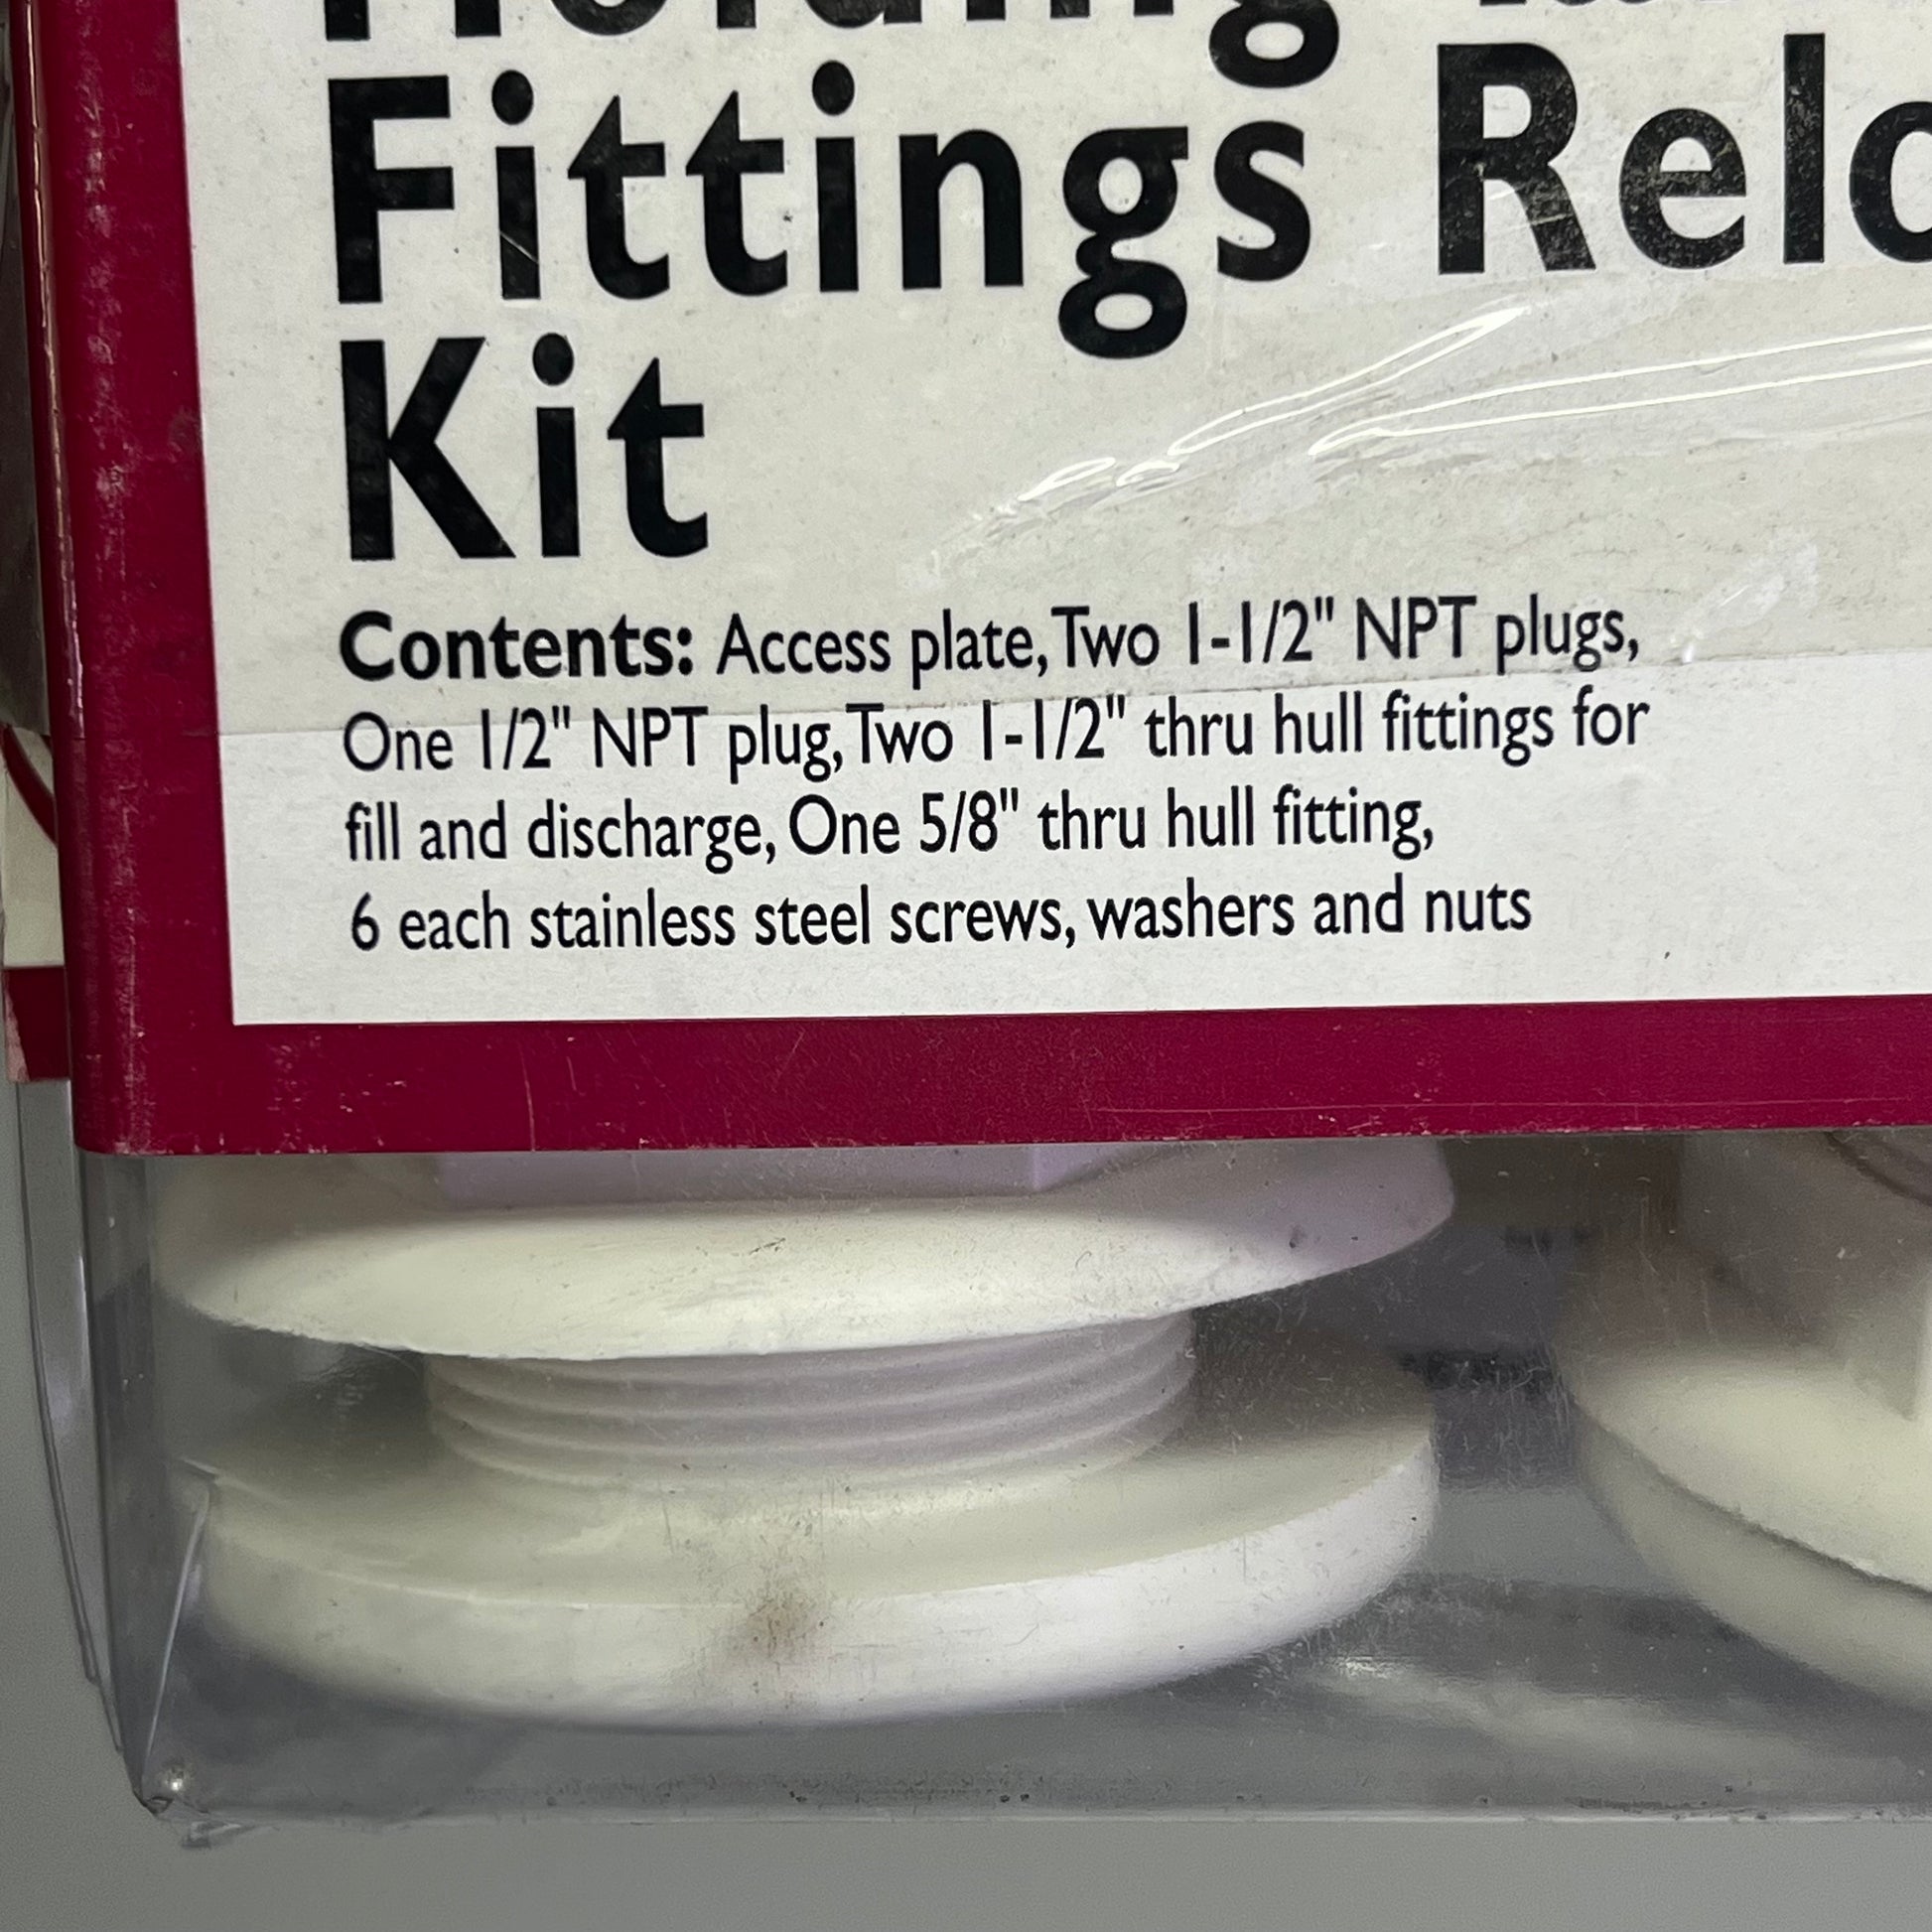 Holding
Fittings Relo
Kit
Contents: Access plate, Two 1-1/2" NPT plugs,
One 1/2" NPT plug, Two 1-1/2" thru hull fittings for
fill and discharge, One 5/8" thru hull fitting,
6 each stainless steel screws, washers and nuts